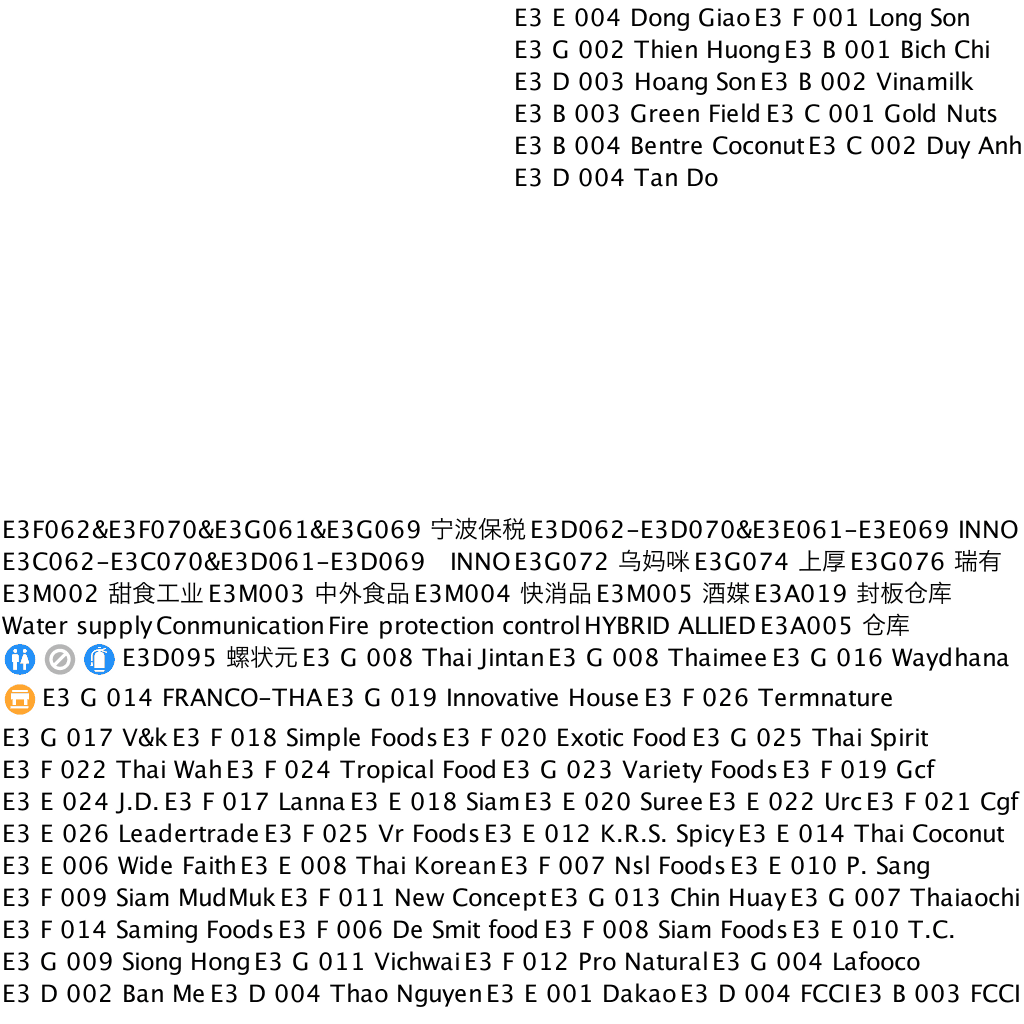 E3 E 004 Dong Giao E3 F 001 Long Son
E3 G 002 Thien Huong E3 B 001 Bich Chi
E3 D 003 Hoang Son E3 B 002 Vinamilk
E3 B 003 Green Field E3 C 001 Gold Nuts
E3 B 004 Bentre Coconut E3 C 002 Duy Anh
E3 D 004 Tan Do
E3F062&E3F070&E3G061&E3G069 宁波保税 E3D062-E3D070&E3E061-E3E069 INNO
E3C062-E3C070&E3D061-E3D069 INNO E3G072 乌妈咪 E3G074 上厚 E3G076 瑞有
E3M002 甜食工业 E3M003 中外食品 E3M004 快消品 E3M005 酒媒 E3A019 封板仓库
Water supply Conmunication Fire protection control HYBRID ALLIED E3A005 仓库
E3D095 螺状元 E3 G 008 Thai Jintan E3 G 008 Thaimee E3 G 016 Waydhana
E3 G 014 FRANCO-THA E3 G 019 Innovative House E3 F 026 Termnature
E3 G 017 V&k E3 F 018 Simple Foods E3 F 020 Exotic Food E3 G 025 Thai Spirit
E3 F 022 Thai Wah E3 F 024 Tropical Food E3 G 023 Variety Foods E3 F 019 Gcf
E3 E 024 J.D. E3 F 017 Lanna E3 E 018 Siam E3 E 020 Suree E3 E 022 Urc E3 F 021 Cgf
E3 E 026 Leadertrade E3 F 025 Vr Foods E3 E 012 K.R.S. Spicy E3 E 014 Thai Coconut
E3 E 006 Wide Faith E3 E 008 Thai Korean E3 F 007 Nsl Foods E3 E 010 P. Sang
E3 F 009 Siam MudMuk E3 F 011 New Concept E3 G 013 Chin Huay E3 G 007 Thaiaochi
E3 F 014 Saming Foods E3 F 006 De Smit food E3 F 008 Siam Foods E3 E 010 T.C.
E3 G 009 Siong Hong E3 G 011 Vichwai E3 F 012 Pro Natural E3 G 004 Lafooco
E3 D 002 Ban Me E3 D 004 Thao Nguyen E3 E 001 Dakao E3 D 004 FCCI E3 B 003 FCCI